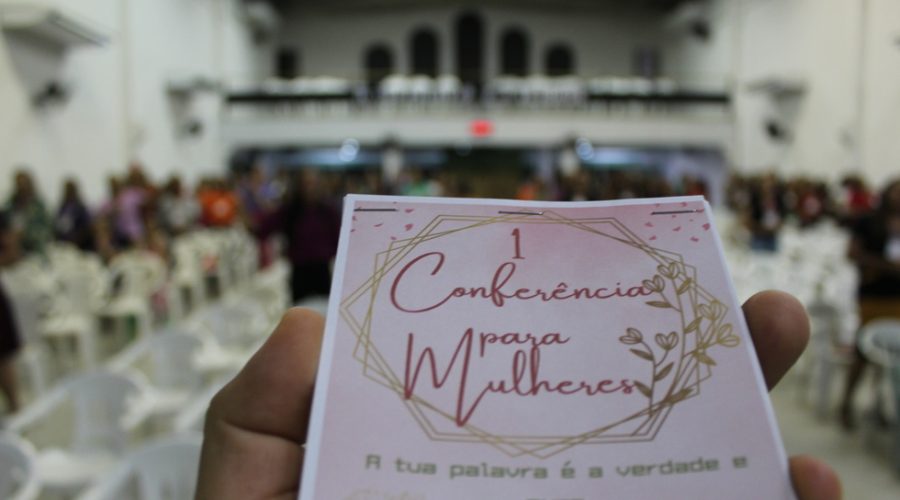 1
Conferência
para
Mulheres
A tua palavra é a verdade e